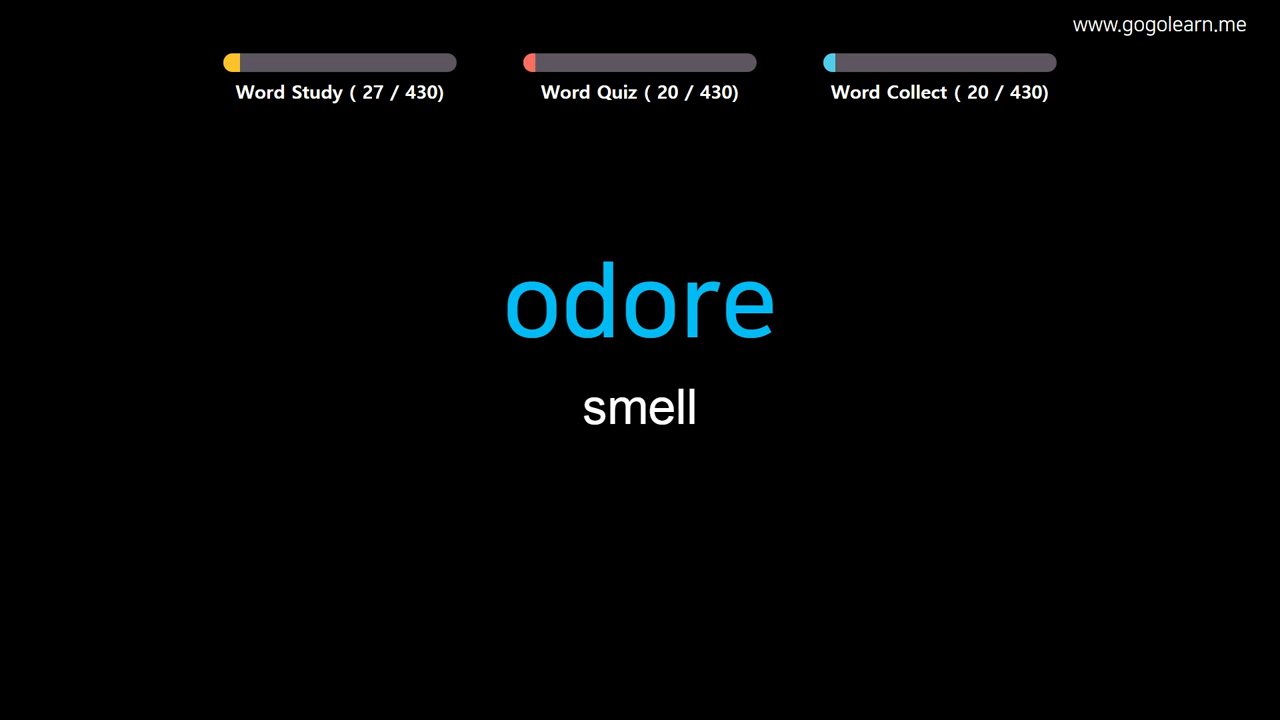 www.gogolearn.me
Word Study ( 27 / 430)
Word Quiz ( 20 / 430)
Word Collect ( 20 / 430)
odore
smell